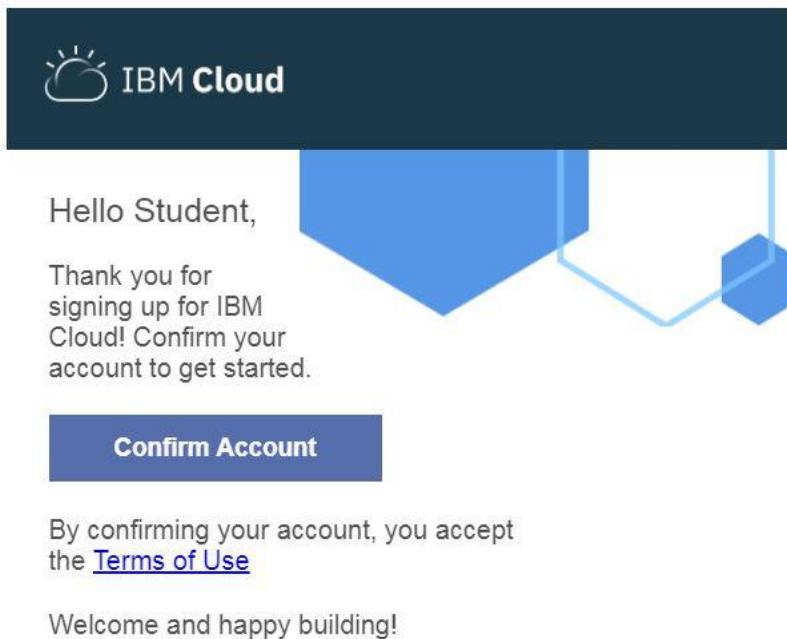 IBM Cloud
Hello Student,
Thank you for
signing up for IBM
Cloud! Confirm your
account to get started.
Confirm Account
By confirming your account, you accept
the Terms of Use
Welcome and happy building!